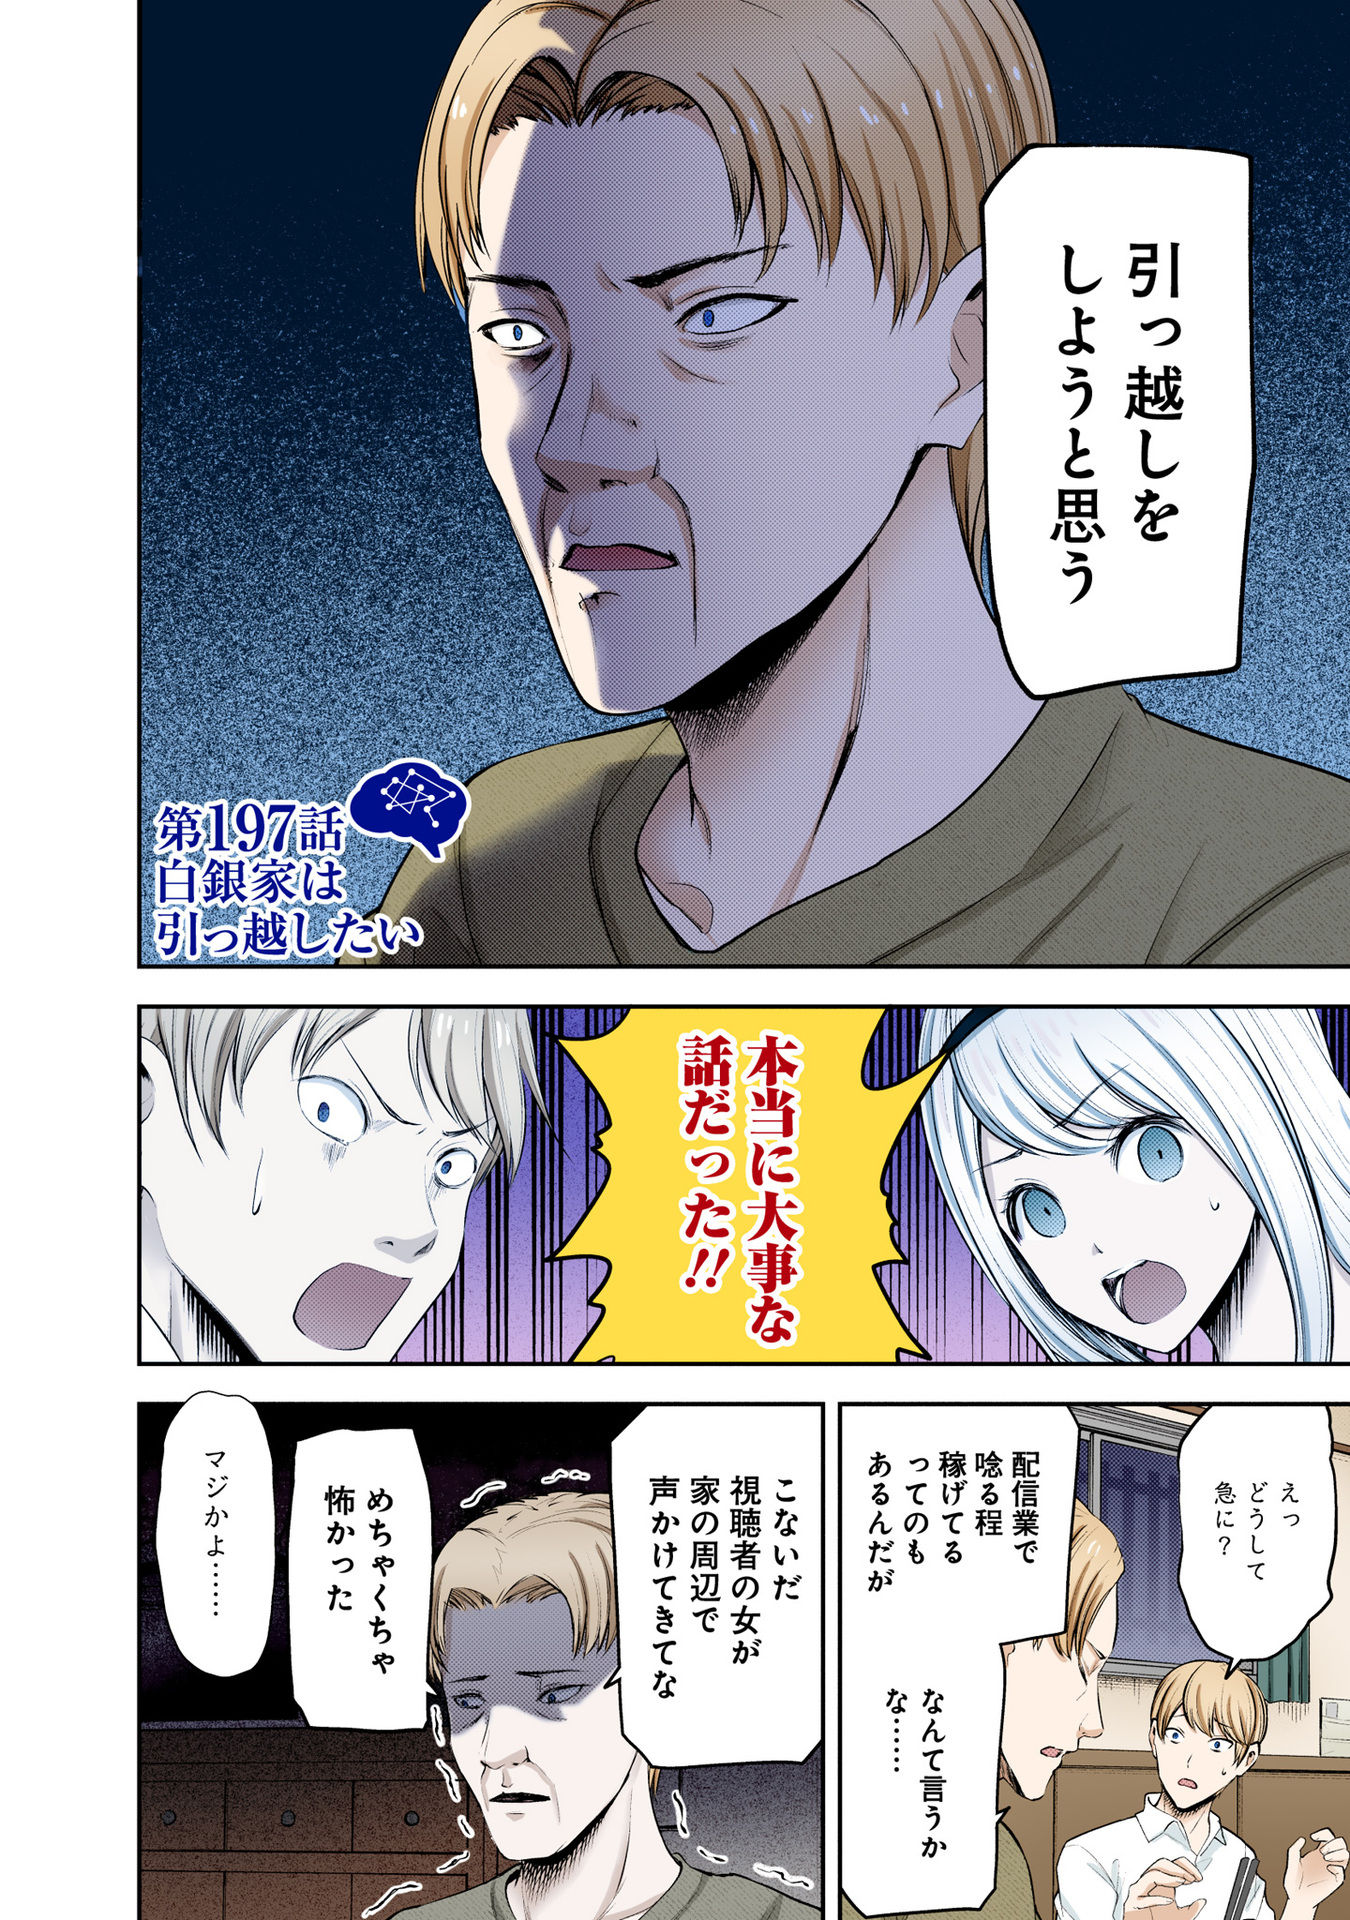 引っ越しを
しようと思う
第197話
白銀家は
引っ越したい
本当に大事な
話だった!!
えっ
どうして
急に?
配信業で
唸る程
稼げてる
ってのも
あるんだが
なんて言うか
な……
こないだ
視聴者の女が
家の周辺で
声かけてきてな
めちゃくちゃ
怖かった
マジかよ……